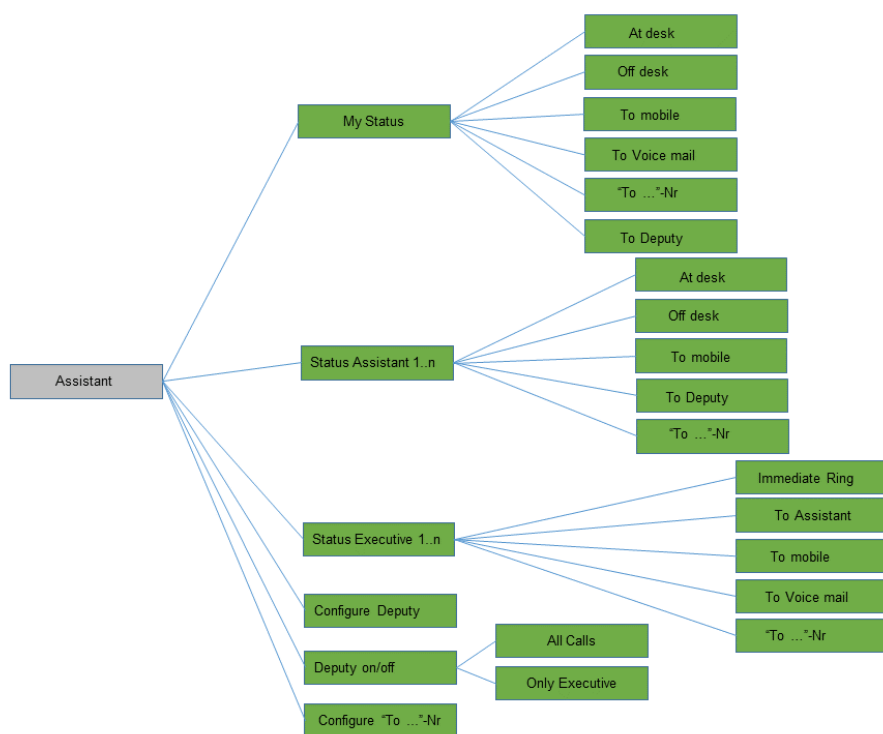 Assistant
My Status
At desk
Off desk
To mobile
To Voice mail
“To ...”-Nr
To Deputy
Status Assistant 1..n
At desk
Off desk
To mobile
To Deputy
“To ...”-Nr
Status Executive 1..n
Immediate Ring
To Assistant
To mobile
To Voice mail
“To ...”-Nr
Configure Deputy
Deputy on/off
All Calls
Only Executive
Configure “To ...”-Nr